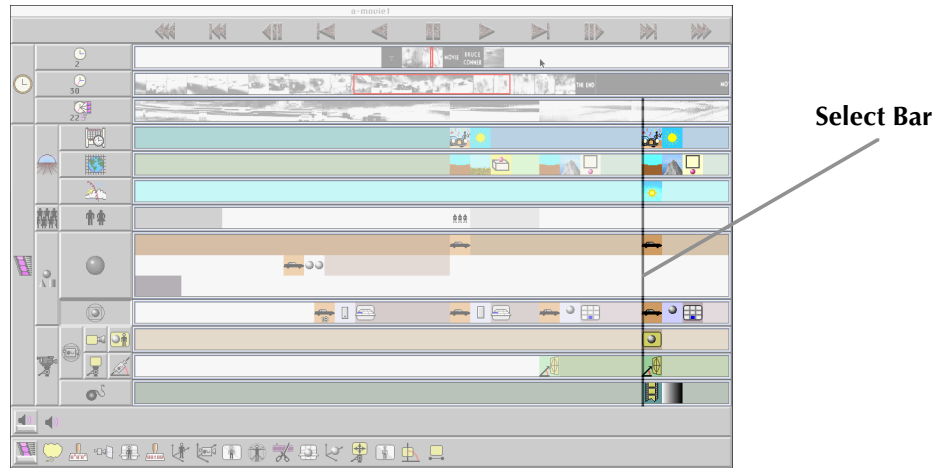 a-movie1
2
MOVIE BRUCE
CONNER
30
THE END
MO
22
Select Bar